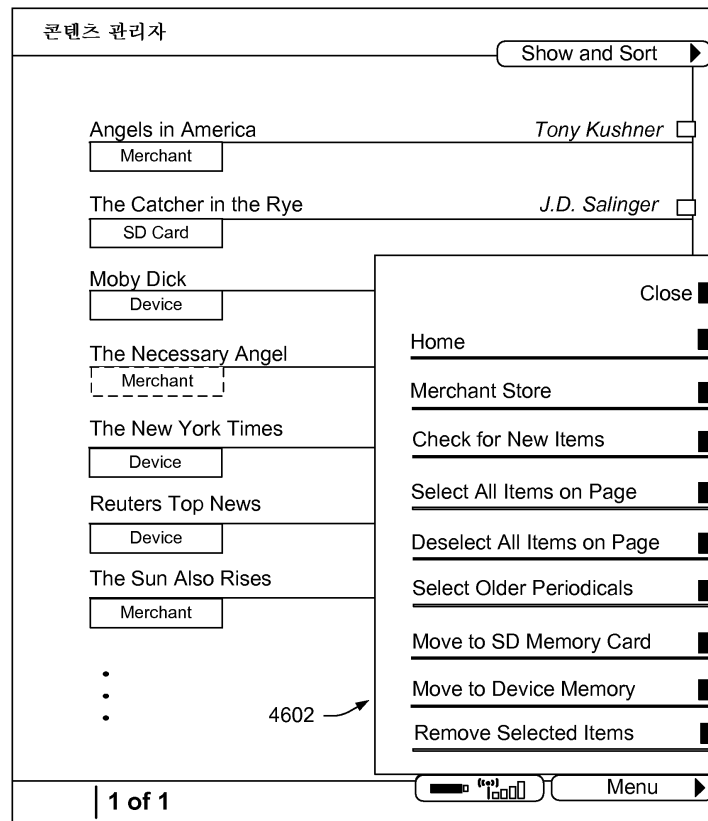 콘텐츠 관리자
Show and Sort
Angels in America Tony Kushner
Merchant
The Catcher in the Rye J.D. Salinger
SD Card
Moby Dick
Device
The Necessary Angel
Merchant
The New York Times
Device
Reuters Top News
Device
The Sun Also Rises
Merchant
Close
Home
Merchant Store
Check for New Items
Select All Items on Page
Deselect All Items on Page
Select Older Periodicals
Move to SD Memory Card
Move to Device Memory
Remove Selected Items
4602
1 of 1
Menu